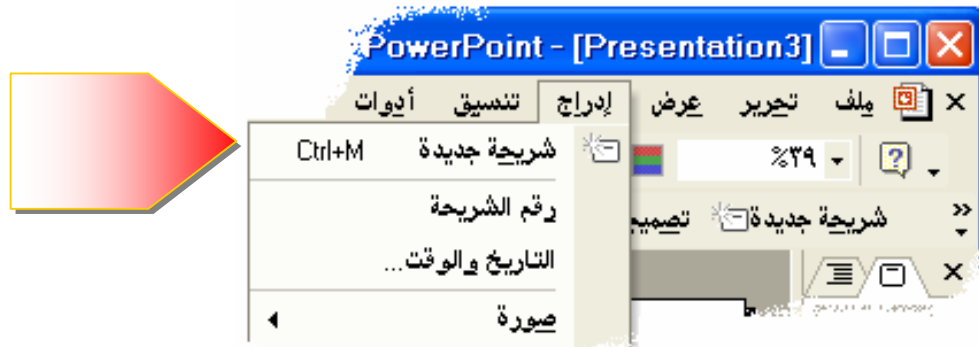 PowerPoint - [Presentation3]
ملف تحرير عرض إدراج تنسيق أدوات
شريحة جديدة Ctrl+M
٣٩%
رقم الشريحة
شريحة جديدة
التاريخ والوقت...
صورة